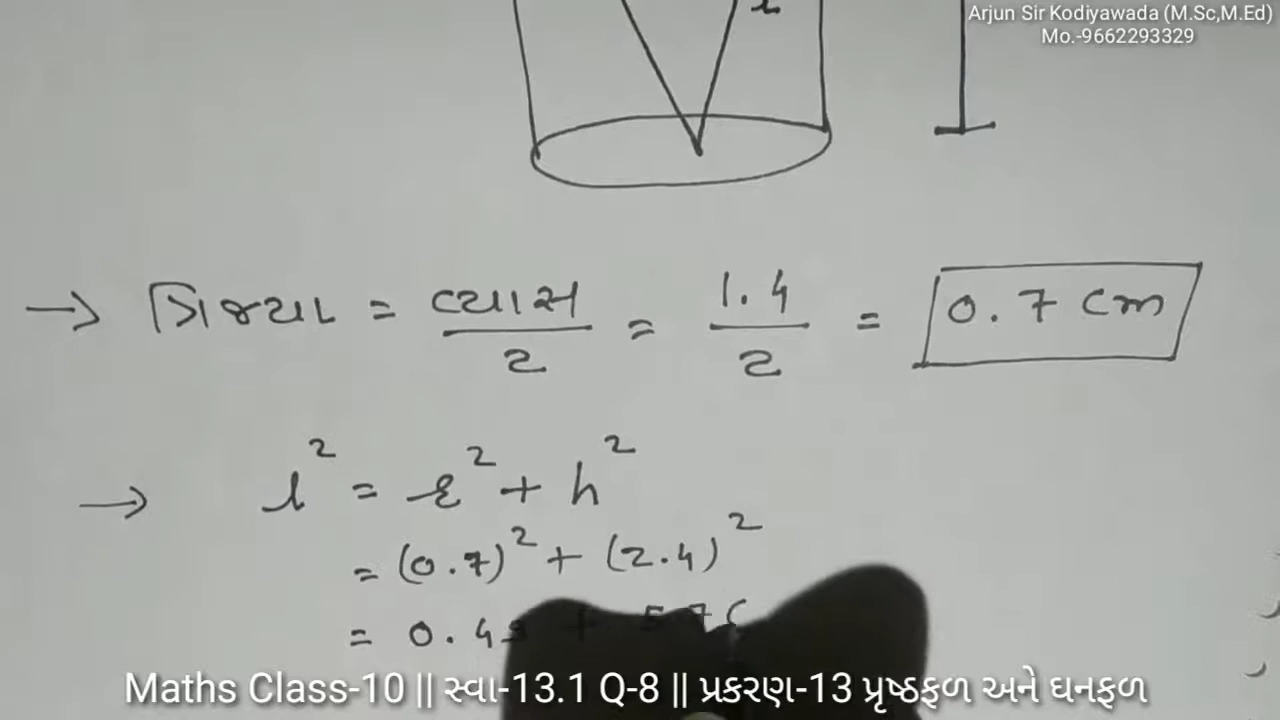 Arjun Sir Kodiyawada (M.Sc,M.Ed)
Mo.-9662293329
l
→ ત્રિજ્યા = વ્યાસ/2 = 1.4/2 = 0.7 cm
→ l² = r² + h²
= (0.7)² + (2.4)²
= 0.4
Maths Class-10 || સ્વા-13.1 Q-8 || પ્રકરણ-13 પૃષ્ઠફળ અને ઘનફળ